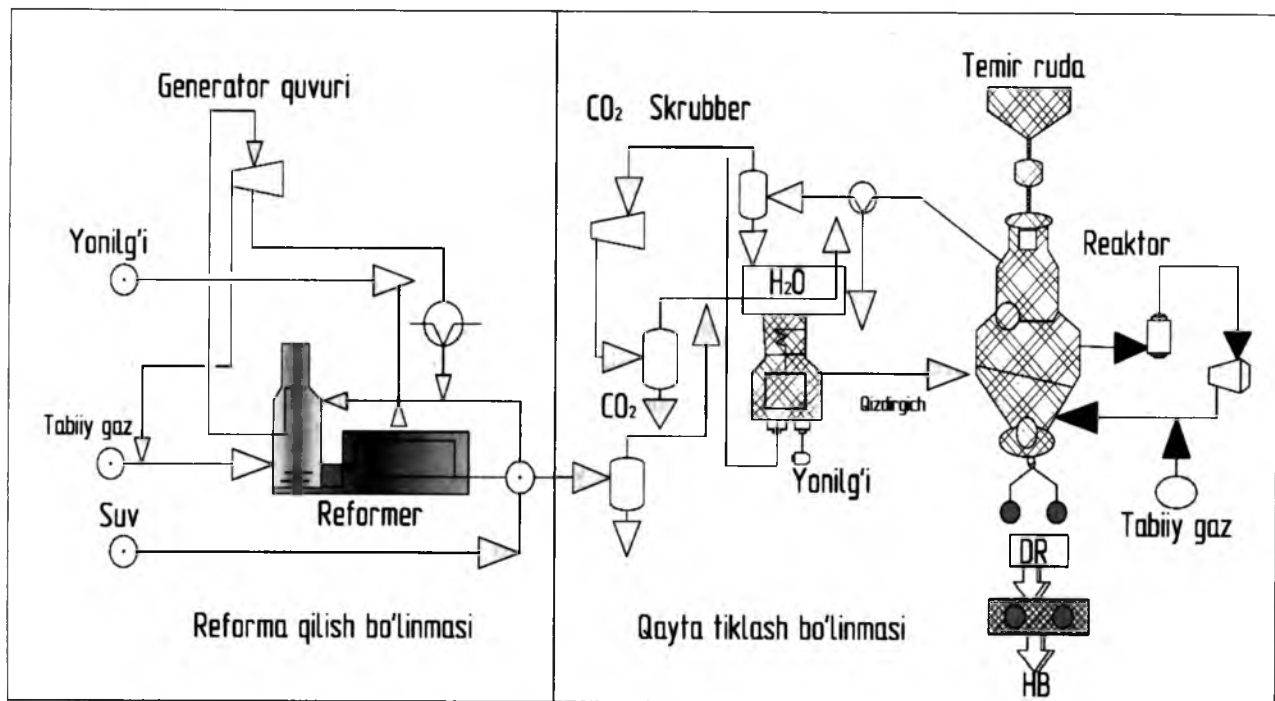 Generator quvuri
Yonilg'i
Tabiiy gaz
Suv
Reformer
Reforma qilish bo'linmasi
CO₂ Skrubber
Temir ruda
Reaktor
H₂O
CO₂
Qizdirgich
Yonilg'i
Tabiiy gaz
DR
HB
Qayta tiklash bo'linmasi